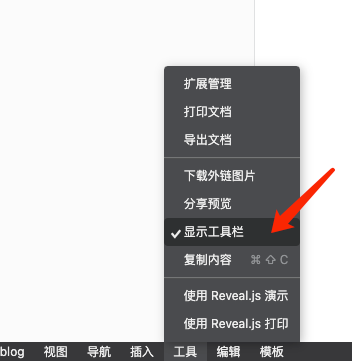 扩展管理
打印文档
导出文档
下载外链图片
分享预览
✓ 显示工具栏
复制内容 ⌘ ⇧ C
使用 Reveal.js 演示
使用 Reveal.js 打印
blog 视图 导航 插入 工具 编辑 模板